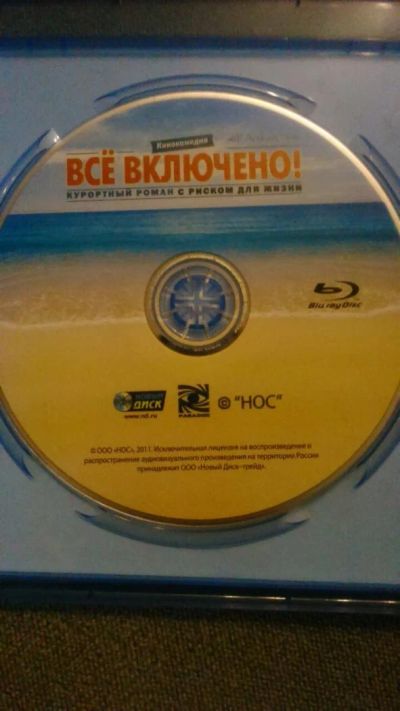 Кинокомедия
ВСЁ ВКЛЮЧЕНО!
КУРОРТНЫЙ РОМАН С РИСКОМ ДЛЯ ЖИЗНИ
Blu-ray Disc
НОВЫЙ ДИСК
www.nd.ru
PARADISE
© "НОС"
© ООО «НОС», 2011. Исключительная лицензия на воспроизведение и
распространение аудиовизуального произведения на территории России
принадлежит ООО «Новый Диск-трейд».